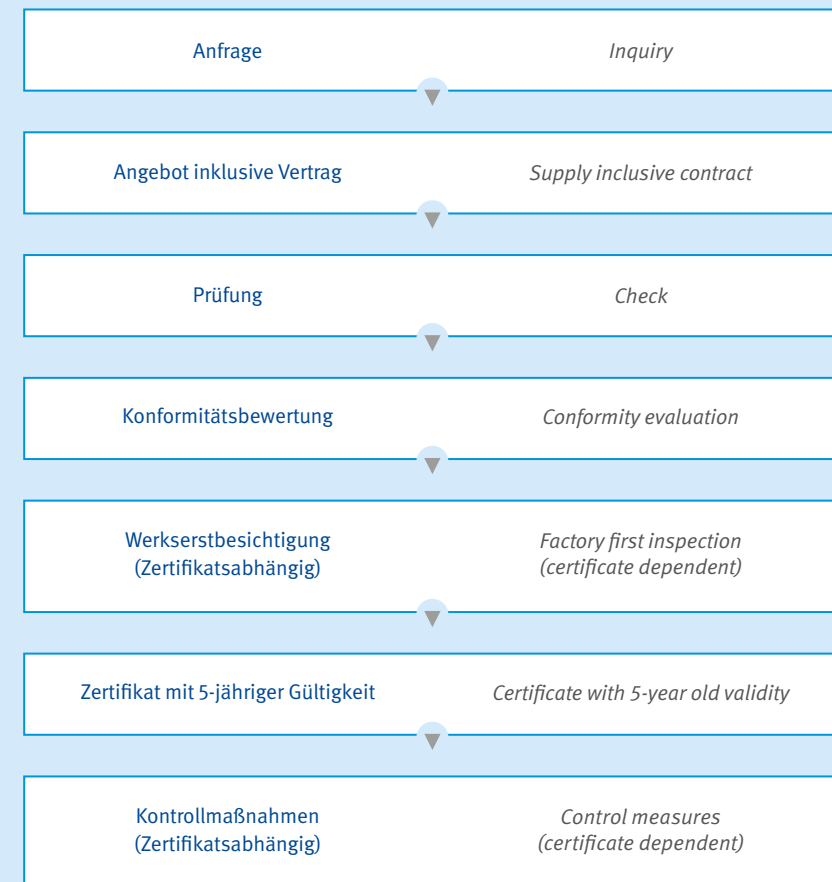 Anfrage
Inquiry
Angebot inklusive Vertrag
Supply inclusive contract
Prüfung
Check
Konformitätsbewertung
Conformity evaluation
Werkserstbesichtigung
(Zertifikatsabhängig)
Factory first inspection
(certificate dependent)
Zertifikat mit 5-jähriger Gültigkeit
Certificate with 5-year old validity
Kontrollmaßnahmen
(Zertifikatsabhängig)
Control measures
(certificate dependent)